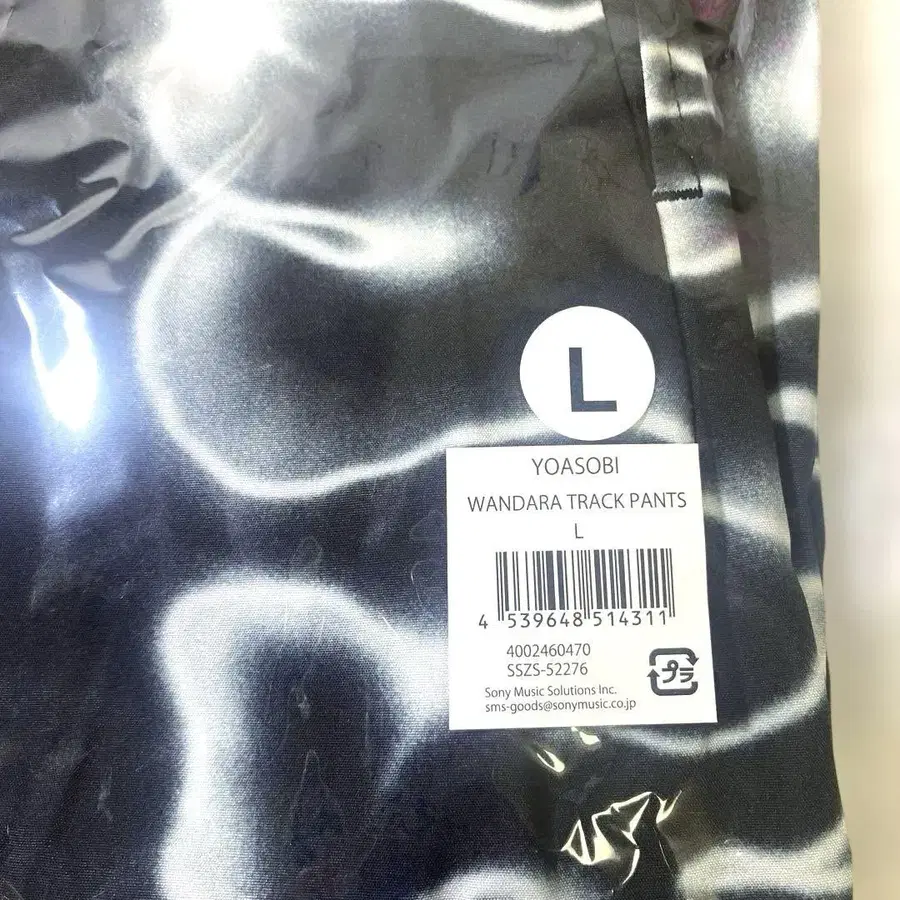 L
YOASOBI
WANDARA TRACK PANTS
L
4 539648 514311
4002460470
SSZS-52276
Sony Music Solutions Inc.
sms-goods@sonymusic.co.jp
プラ